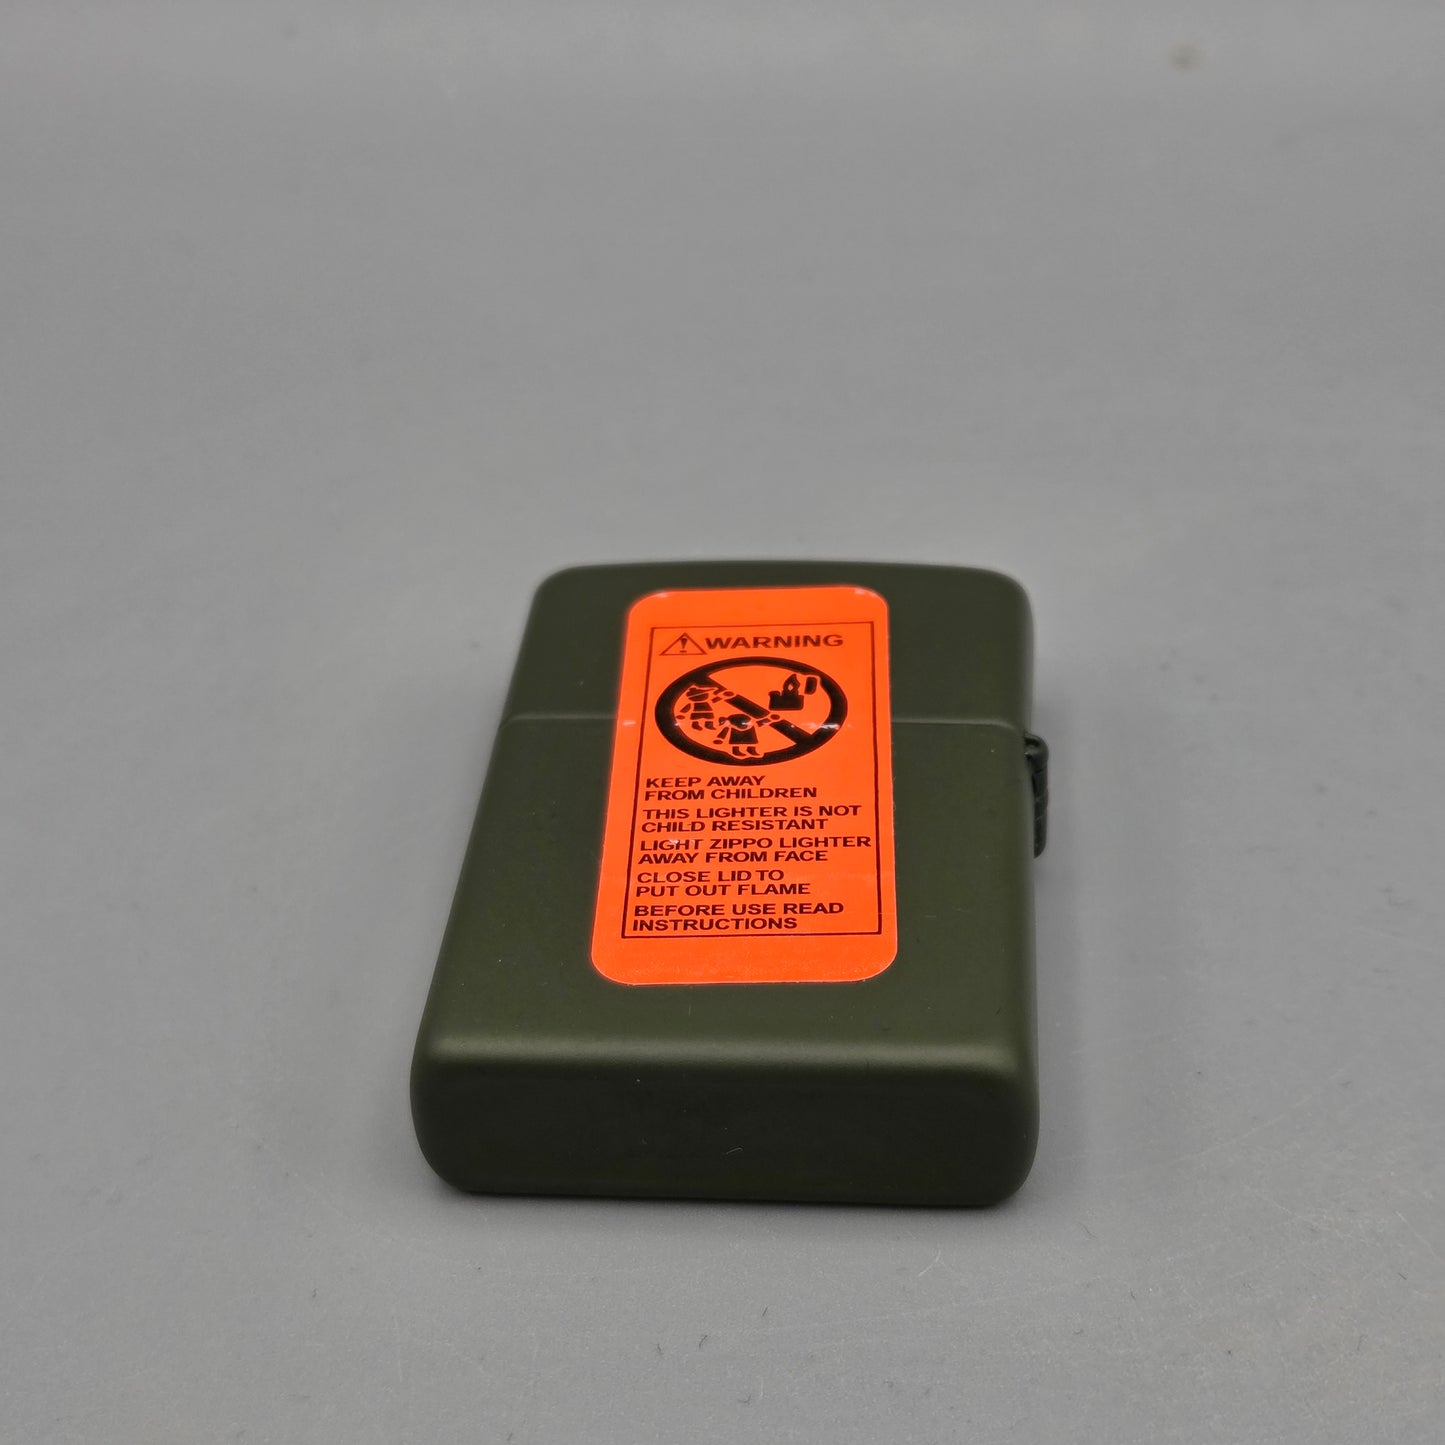 WARNING
KEEP AWAY
FROM CHILDREN
THIS LIGHTER IS NOT
CHILD RESISTANT
LIGHT ZIPPO LIGHTER
AWAY FROM FACE
CLOSE LID TO
PUT OUT FLAME
BEFORE USE READ
INSTRUCTIONS